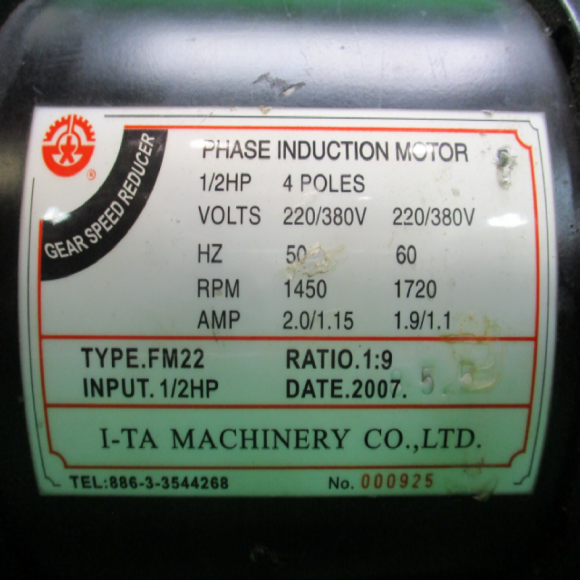 GEAR SPEED REDUCER
®
PHASE INDUCTION MOTOR
1/2HP 4 POLES
VOLTS 220/380V 220/380V
HZ 50 60
RPM 1450 1720
AMP 2.0/1.15 1.9/1.1
TYPE.FM22 RATIO.1:9
INPUT. 1/2HP DATE.2007. 5.
I-TA MACHINERY CO.,LTD.
TEL:886-3-3544268 No. 000925